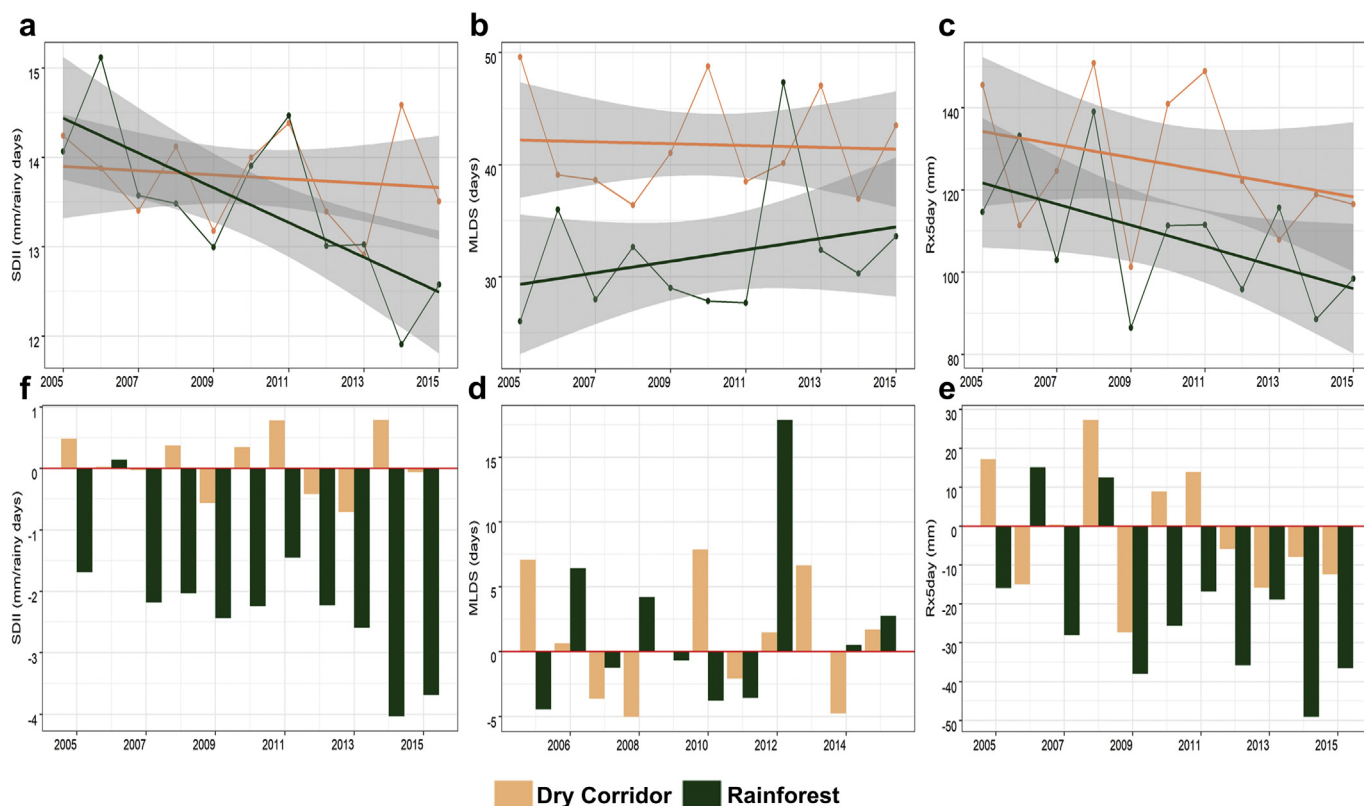 a
SDII (mm/rainy days)
15
14
13
12
2005 2007 2009 2011 2013 2015
b
MLDS (days)
50
40
30
2005 2007 2009 2011 2013 2015
c
Rx5day (mm)
140
120
100
80
2005 2007 2009 2011 2013 2015
f
SDII (mm/rainy days)
1
0
-1
-2
-3
-4
2005 2007 2009 2011 2013 2015
d
MLDS (days)
15
10
5
0
-5
2006 2008 2010 2012 2014
e
Rx5day (mm)
30
20
10
0
-10
-20
-30
-40
-50
2005 2007 2009 2011 2013 2015
Dry Corridor Rainforest